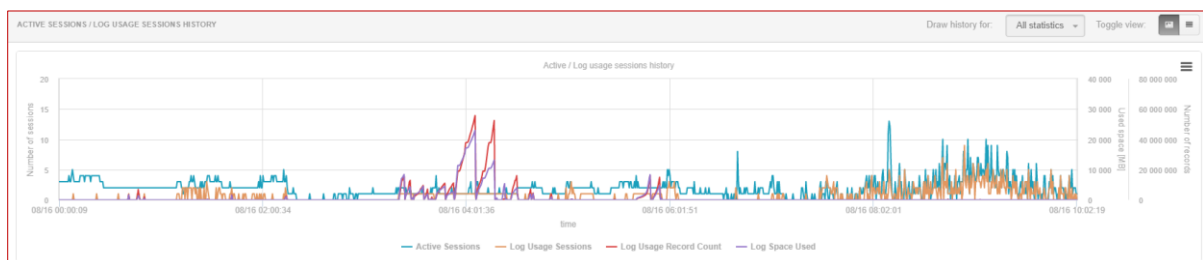 ACTIVE SESSIONS / LOG USAGE SESSIONS HISTORY
Draw history for: All statistics Toggle view:
Active / Log usage sessions history
Number of sessions
20
15
10
5
0
40 000
30 000
20 000
10 000
0
Used space [MB]
80 000 000
60 000 000
40 000 000
20 000 000
0
Number of records
08/16 00:00:09 08/16 02:00:34 08/16 04:01:36 08/16 06:01:51 08/16 08:02:01 08/16 10:02:19
time
Active Sessions Log Usage Sessions Log Usage Record Count Log Space Used